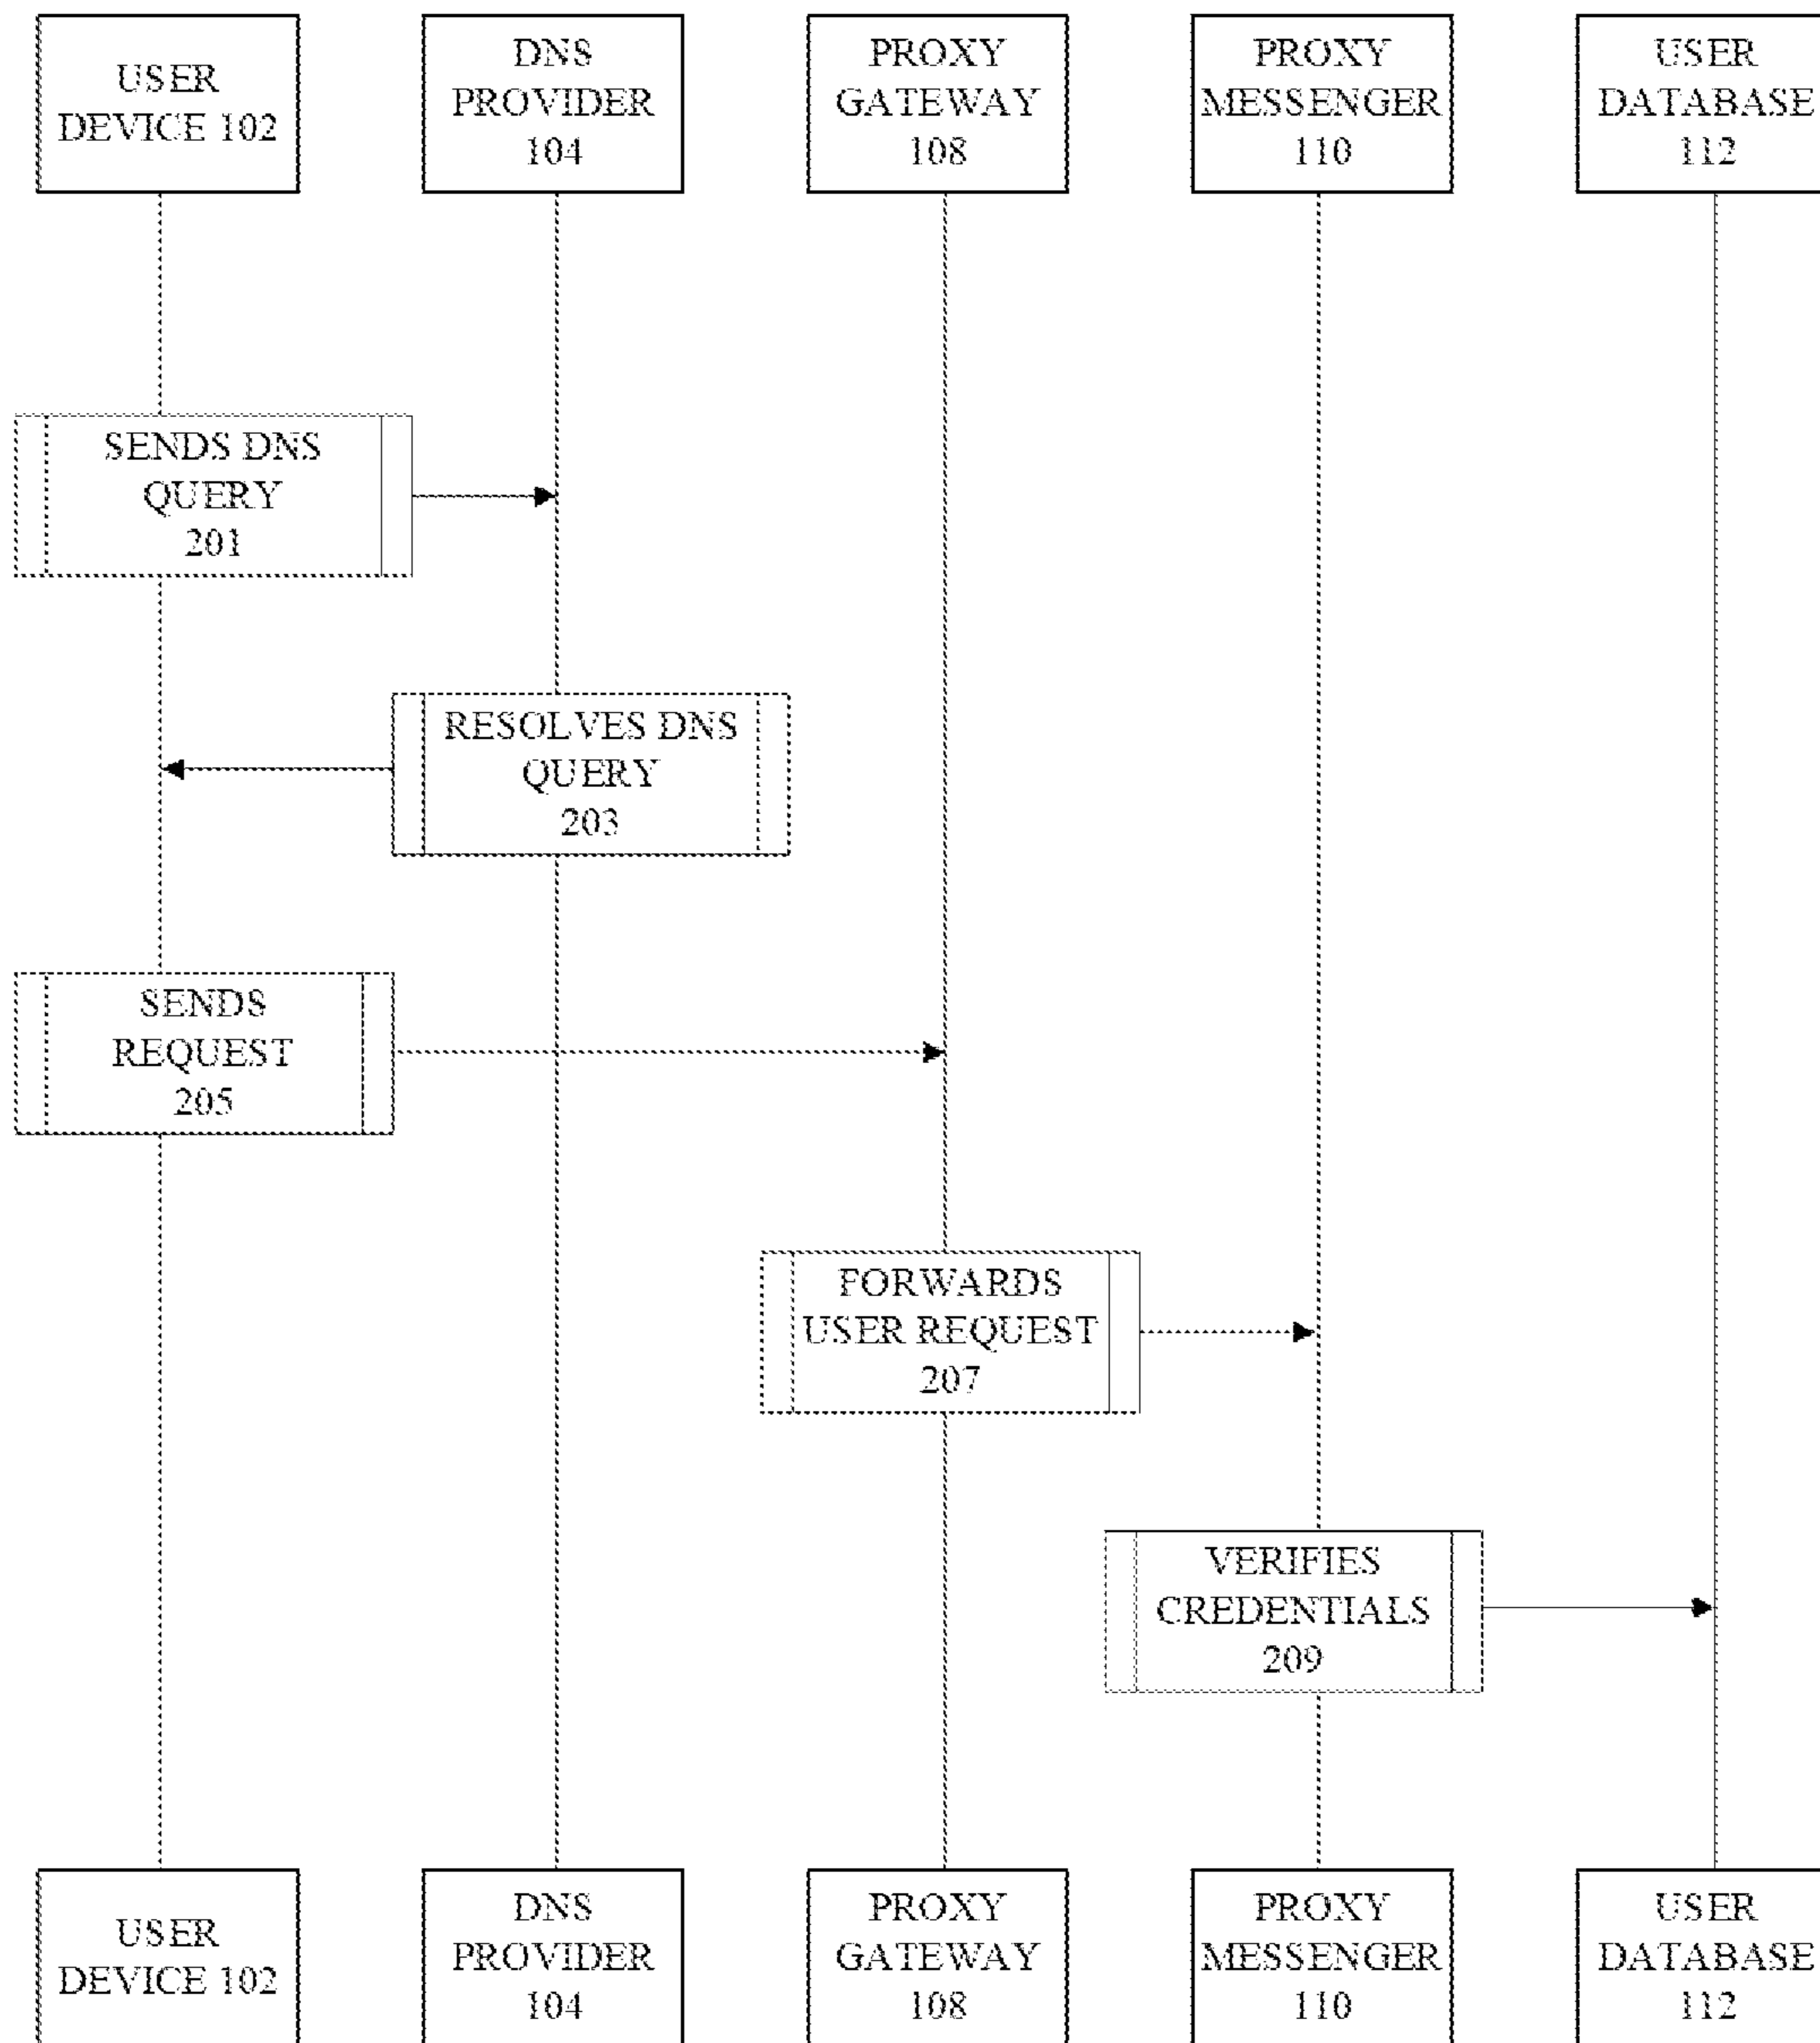 USER
DEVICE 102
DNS
PROVIDER
104
PROXY
GATEWAY
108
PROXY
MESSENGER
110
USER
DATABASE
112
SENDS DNS
QUERY
201
RESOLVES DNS
QUERY
203
SENDS
REQUEST
205
FORWARDS
USER REQUEST
207
VERIFIES
CREDENTIALS
209
USER
DEVICE 102
DNS
PROVIDER
104
PROXY
GATEWAY
108
PROXY
MESSENGER
110
USER
DATABASE
112